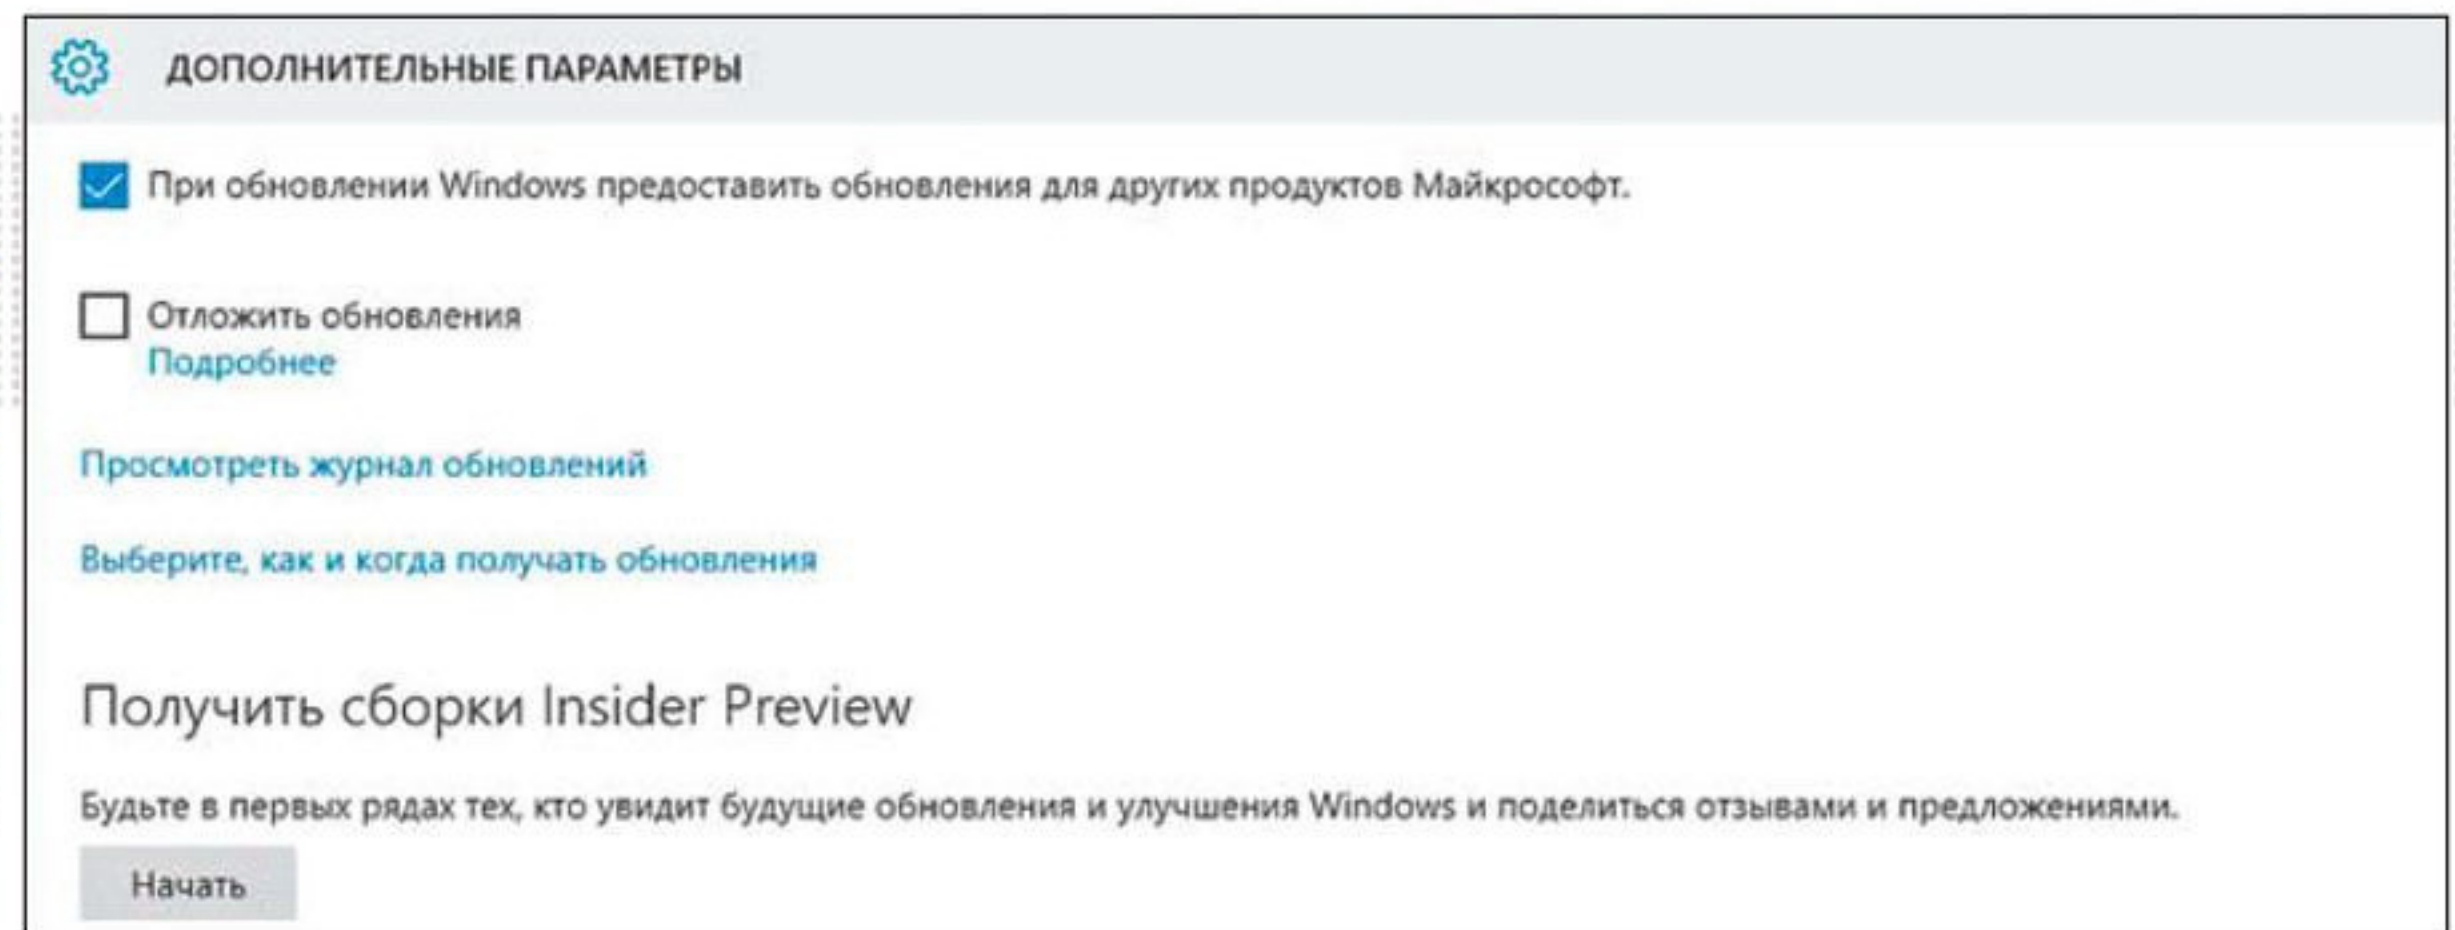 ДОПОЛНИТЕЛЬНЫЕ ПАРАМЕТРЫ
При обновлении Windows предоставить обновления для других продуктов Майкрософт.
Отложить обновления
Подробнее
Просмотреть журнал обновлений
Выберите, как и когда получать обновления
Получить сборки Insider Preview
Будьте в первых рядах тех, кто увидит будущие обновления и улучшения Windows и поделиться отзывами и предложениями.
Начать